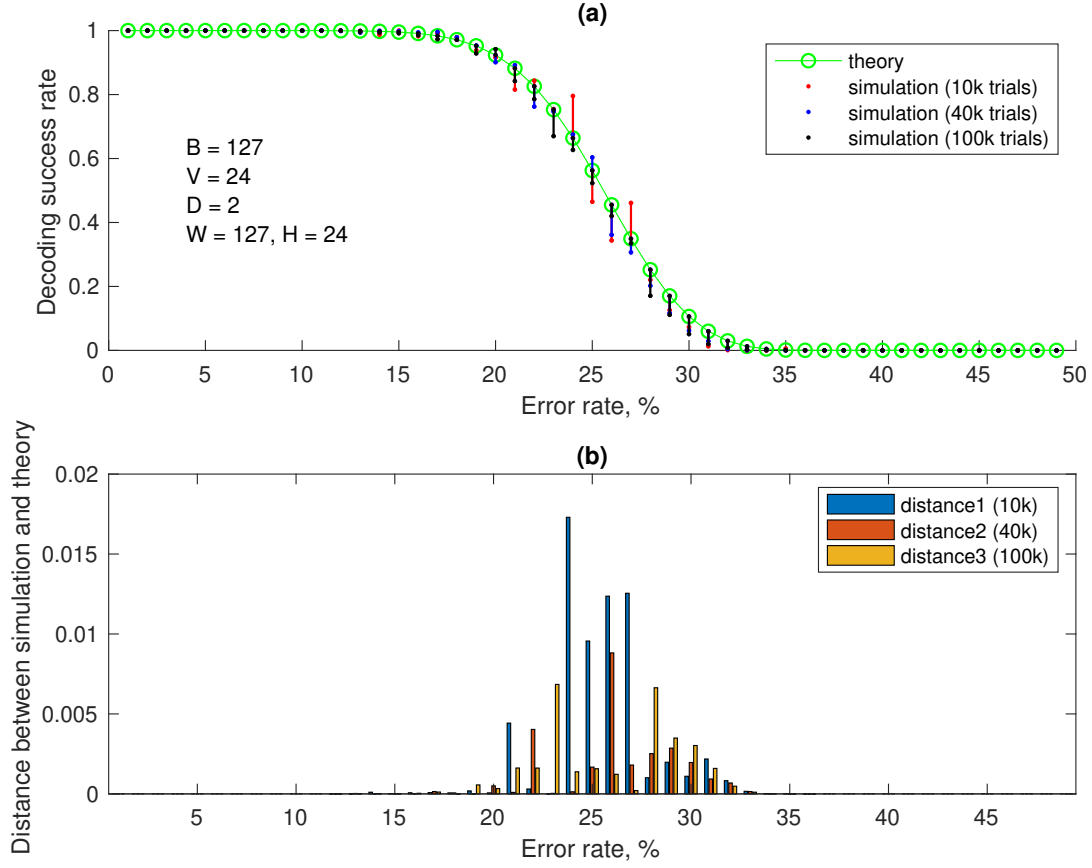 (a)
1
0.8
0.6
0.4
0.2
0
Decoding success rate
theory
simulation (10k trials)
simulation (40k trials)
simulation (100k trials)
B = 127
V = 24
D = 2
W = 127, H = 24
0 5 10 15 20 25 30 35 40 45 50
Error rate, %
(b)
0.02
0.015
0.01
0.005
0
Distance between simulation and theory
distance1 (10k)
distance2 (40k)
distance3 (100k)
5 10 15 20 25 30 35 40 45
Error rate, %